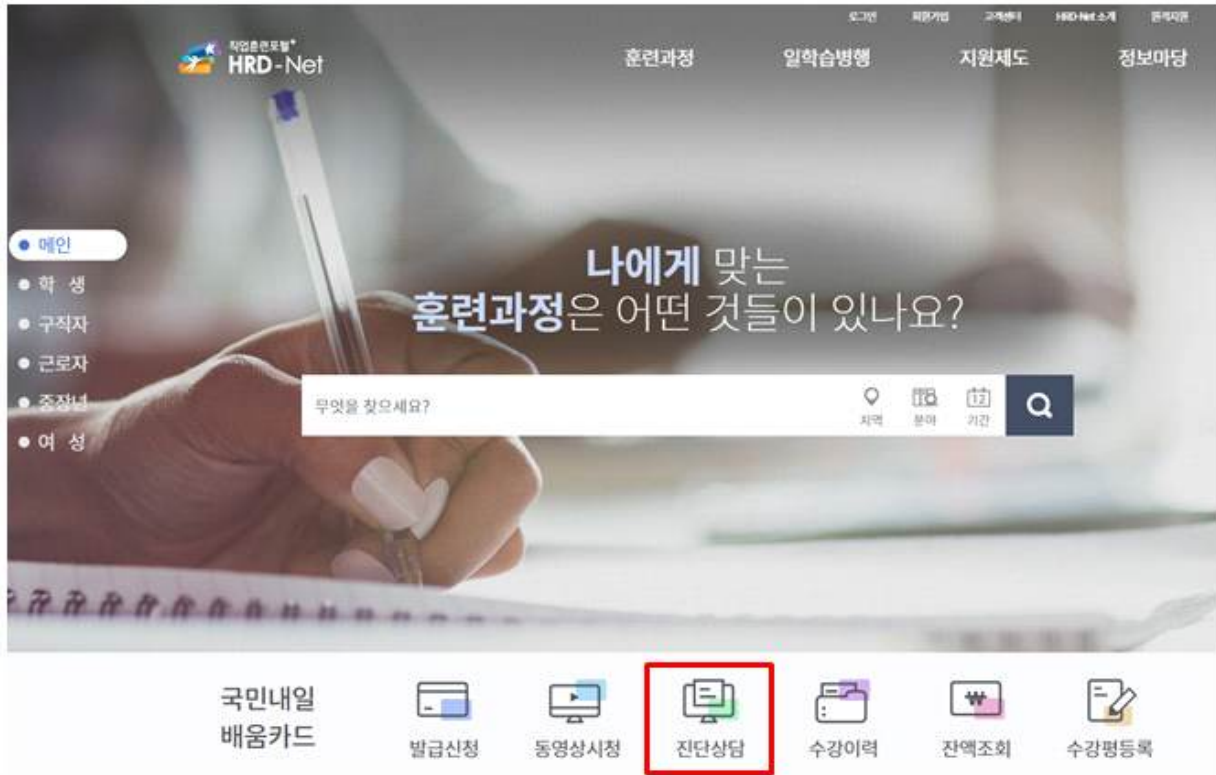 로그인 회원가입 고객센터 HRD-Net 소개 원격지원
직업훈련포털+
HRD-Net
훈련과정 일학습병행 지원제도 정보마당
메인
학 생
구직자
근로자
중장년
여 성
나에게 맞는
훈련과정은 어떤 것들이 있나요?
무엇을 찾으세요?
지역 분야 12 기간
국민내일
배움카드
발급신청 동영상시청 진단상담 수강이력 잔액조회 수강평등록